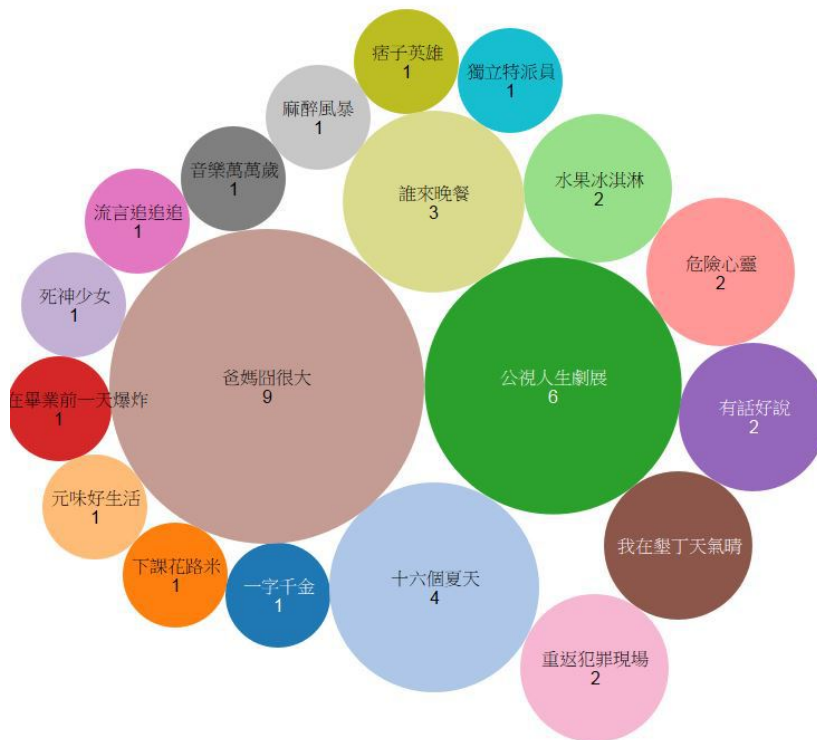 痞子英雄
1
獨立特派員
1
麻醉風暴
1
音樂萬萬歲
1
誰來晚餐
3
水果冰淇淋
2
流言追追追
1
危險心靈
2
死神少女
1
爸媽囧很大
9
公視人生劇展
6
在畢業前一天爆炸
1
有話好說
2
元味好生活
1
我在墾丁天氣晴
下課花路米
1
一字千金
1
十六個夏天
4
重返犯罪現場
2